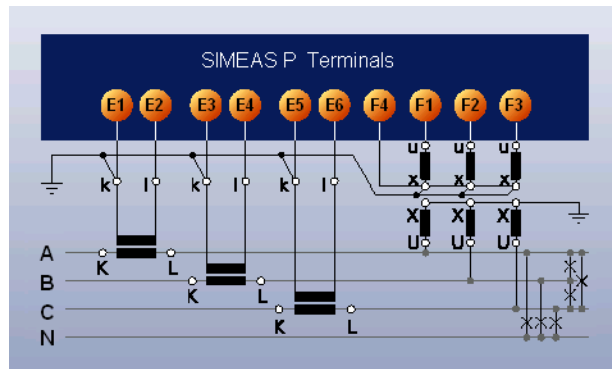 SIMEAS P Terminals
E1 E2 E3 E4 E5 E6 F4 F1 F2 F3
u u u
k l k l k l x x x
X X X
U U U
A K L
B K L
C K L
N